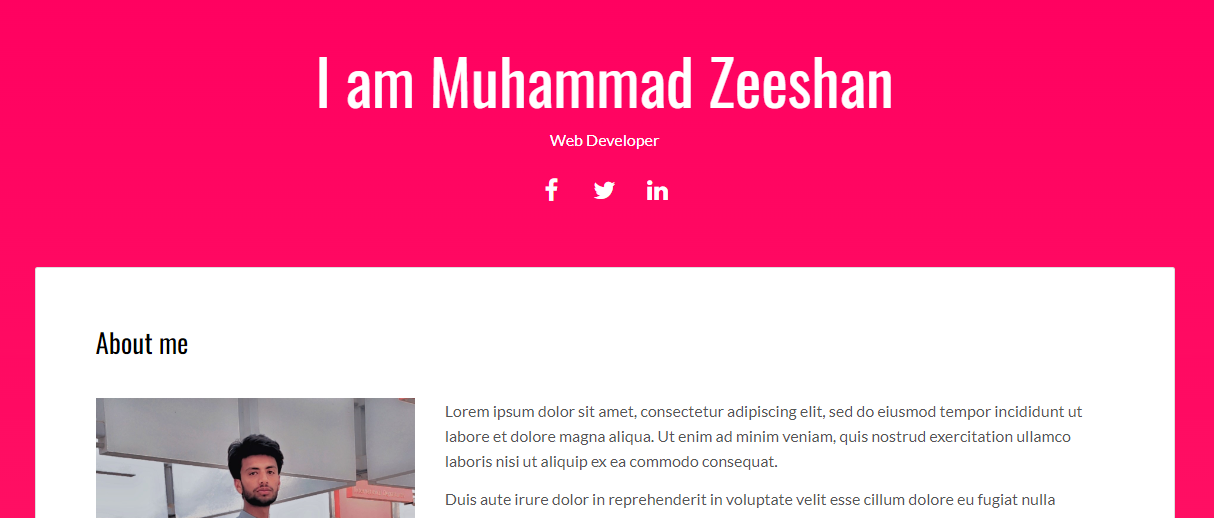 I am Muhammad Zeeshan
Web Developer
About me
Lorem ipsum dolor sit amet, consectetur adipiscing elit, sed do eiusmod tempor incididunt ut
labore et dolore magna aliqua. Ut enim ad minim veniam, quis nostrud exercitation ullamco
laboris nisi ut aliquip ex ea commodo consequat.
Duis aute irure dolor in reprehenderit in voluptate velit esse cillum dolore eu fugiat nulla